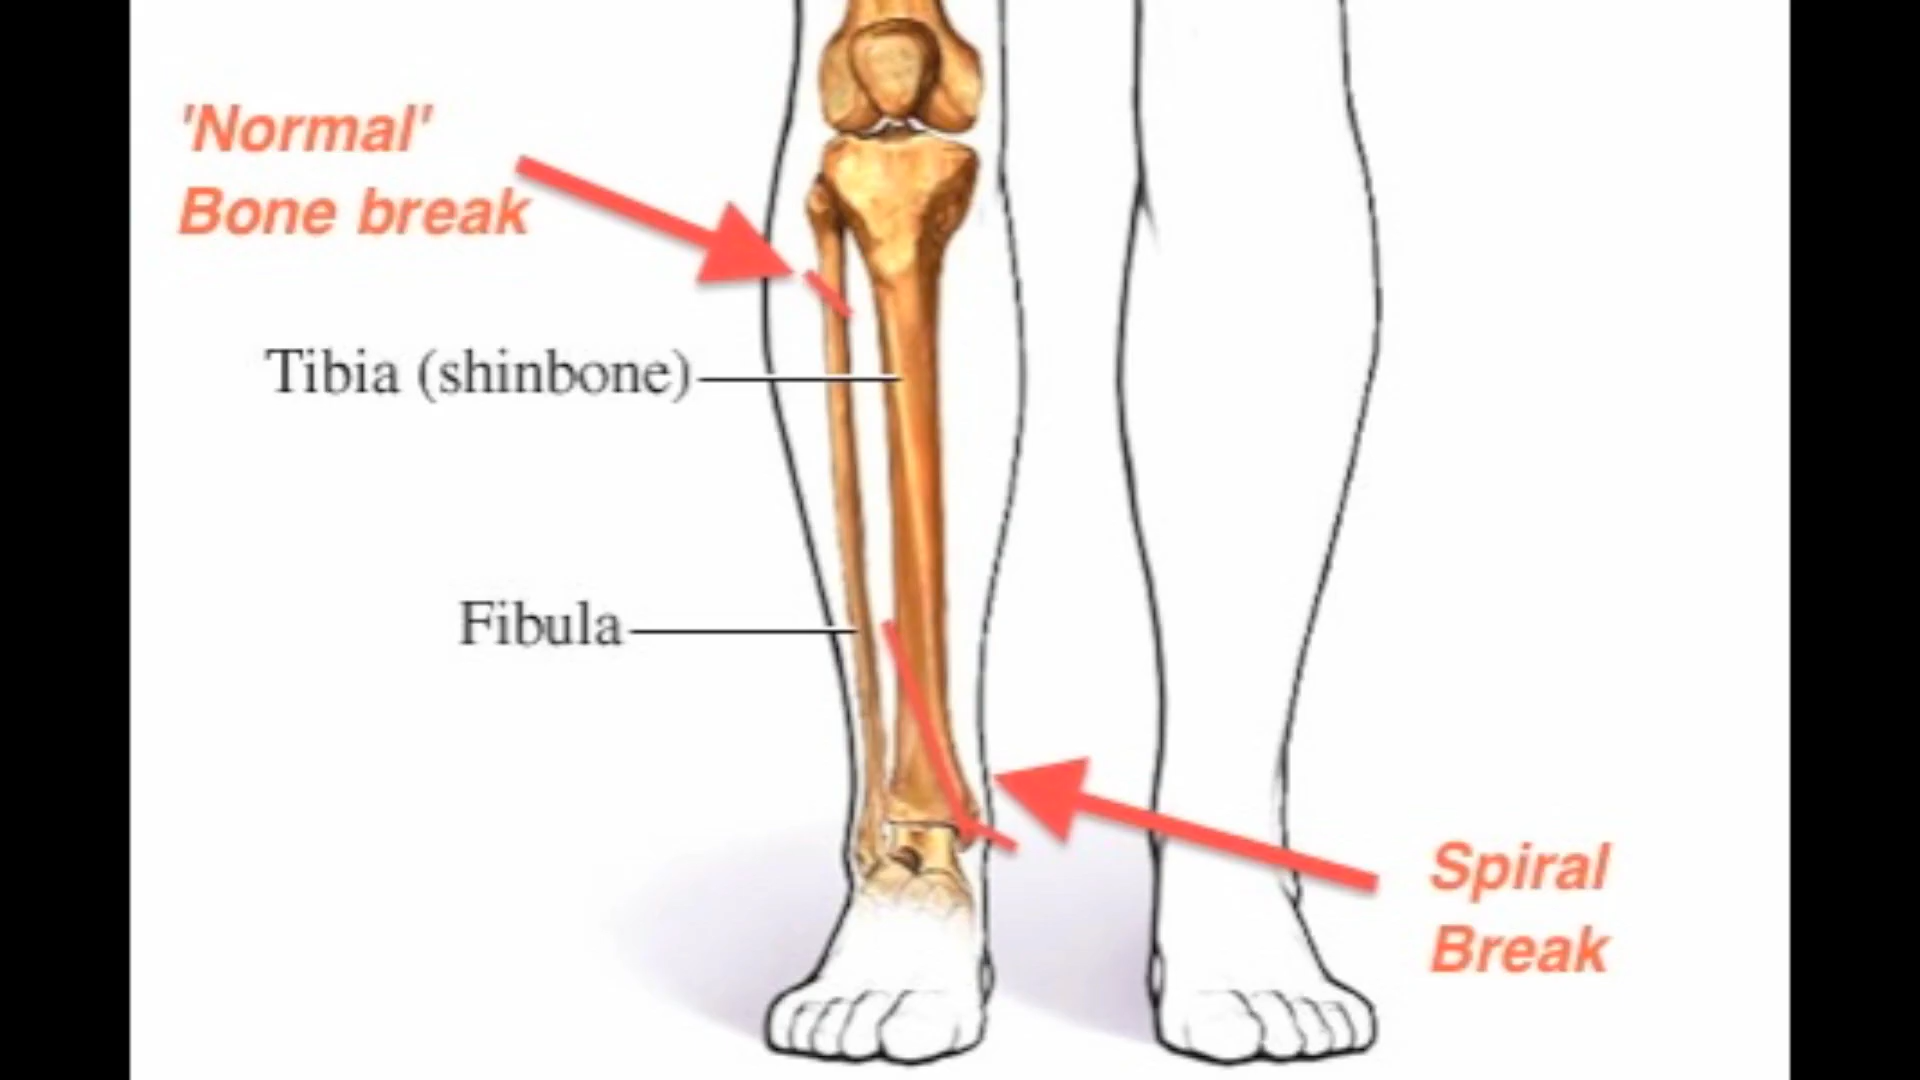 'Normal'
Bone break
Tibia (shinbone)
Fibula
Spiral
Break